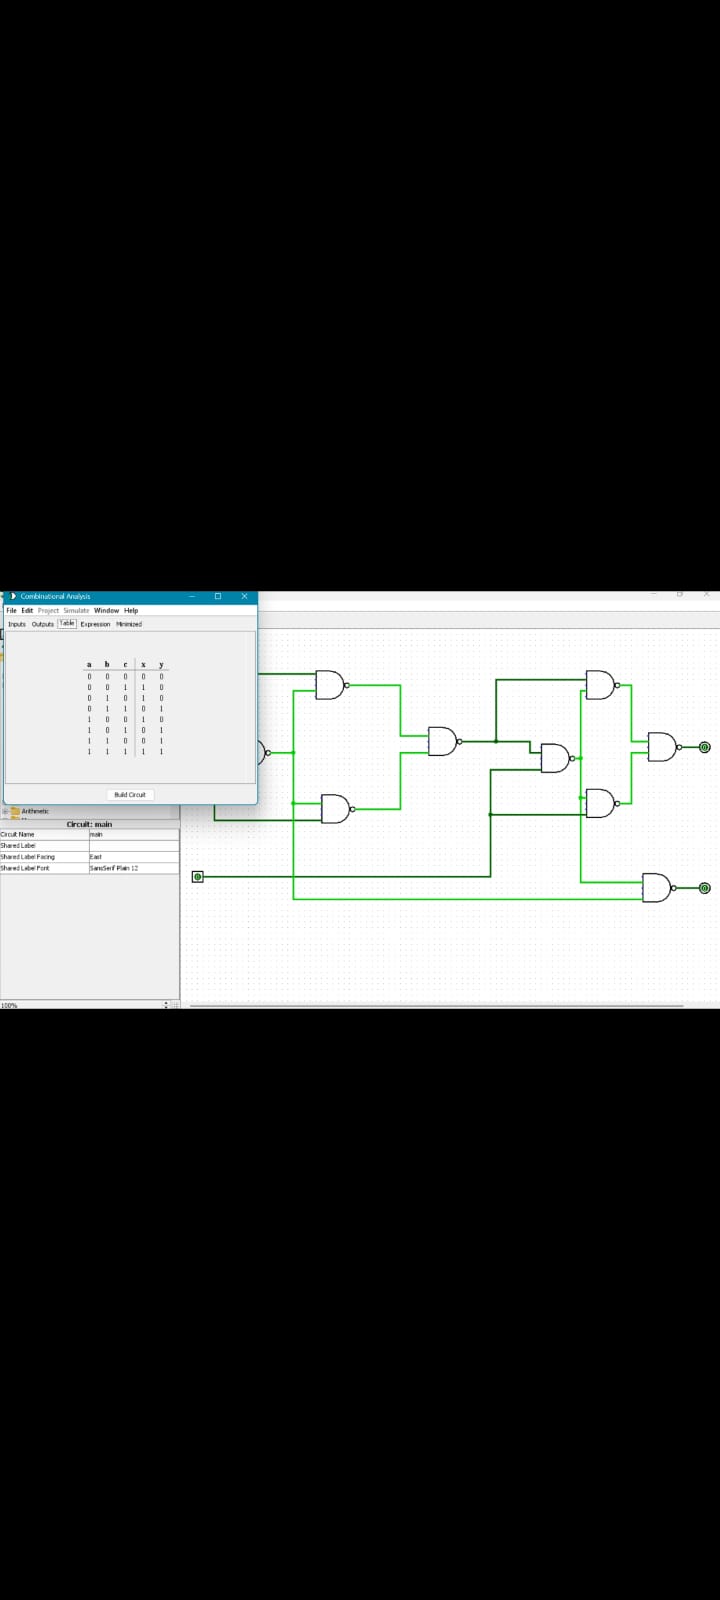 Combinational Analysis
File Edit Project Simulate Window Help
Inputs Outputs Table Expression Minimized
a b c x y
0 0 0 0 0
0 0 1 1 0
0 1 0 1 0
0 1 1 0 1
1 0 0 1 0
1 0 1 0 1
1 1 0 0 1
1 1 1 1 1
Build Circuit
Arithmetic
Circuit: main
Circuit Name main
Shared Label
Shared Label Facing East
Shared Label Font SansSerif Plain 12
100%